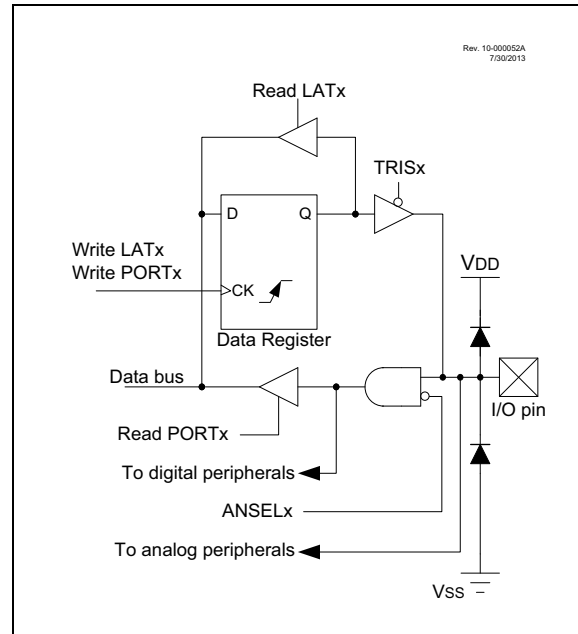 Rev. 10-000052A
7/30/2013
Read LATx
TRISx
D Q
Write LATx
Write PORTx
CK
VDD
Data Register
Data bus
I/O pin
Read PORTx
To digital peripherals
ANSELx
To analog peripherals
Vss